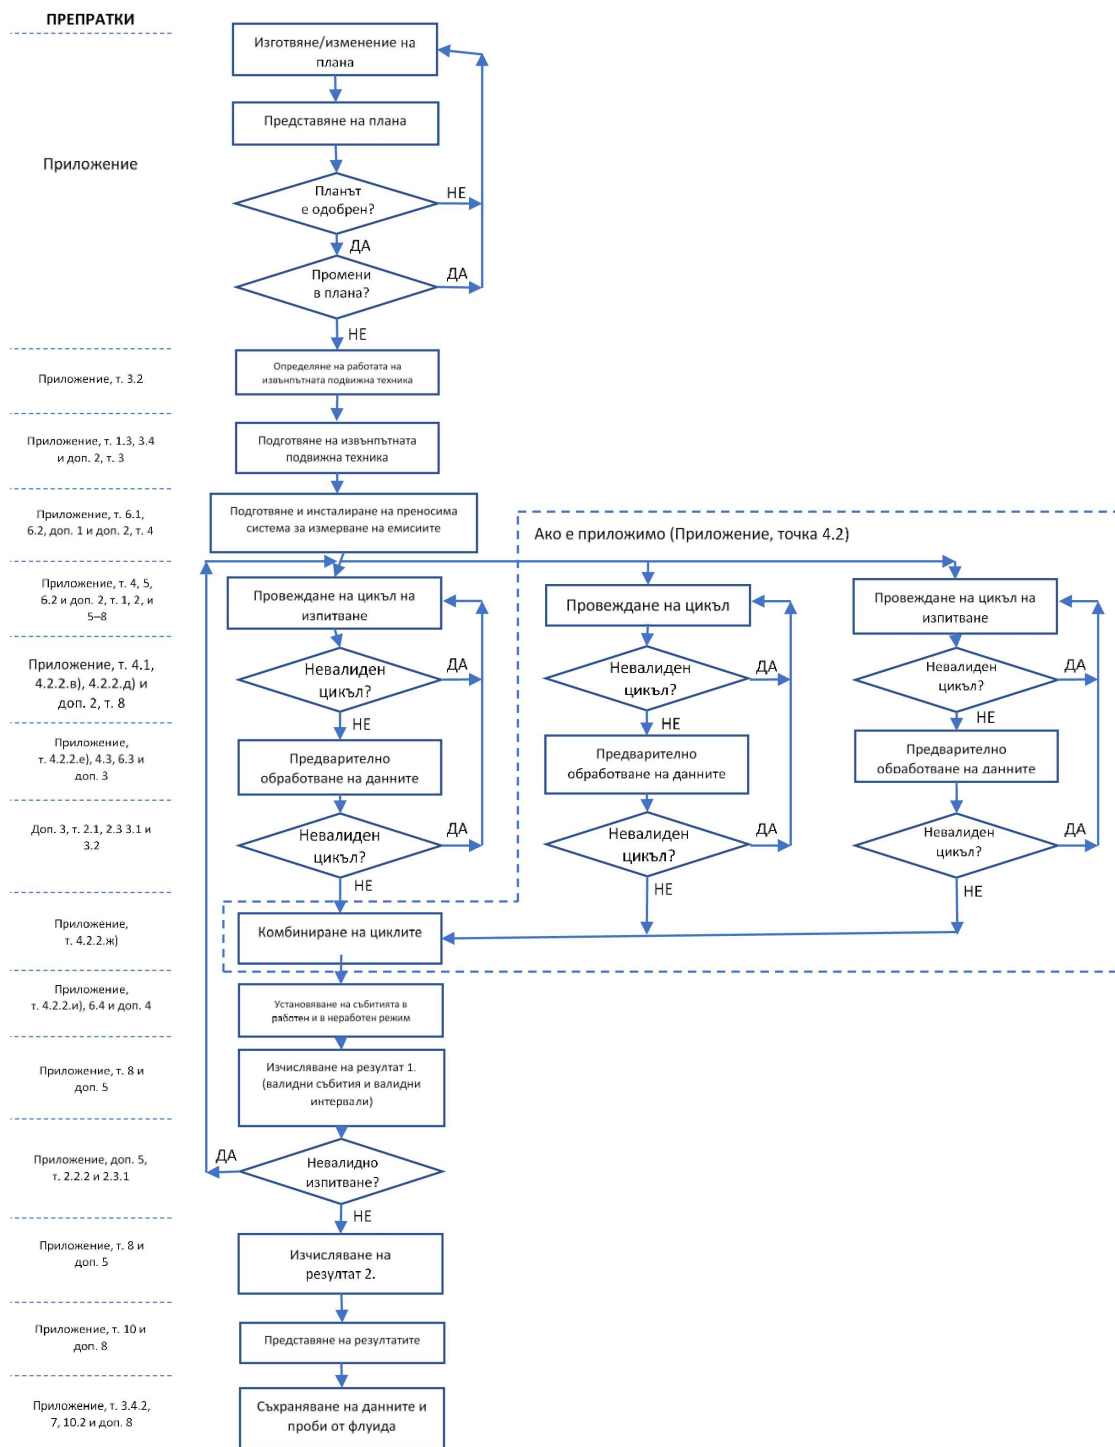 ПРЕПРАТКИ
Изготвяне/изменение на
плана
Представяне на плана
Приложение
Планът
е одобрен?
НЕ
ДА
Промени
в плана?
ДА
НЕ
Приложение, т. 3.2
Определяне на работата на
извънпътната подвижна техника
Приложение, т. 1.3, 3.4
и доп. 2, т. 3
Подготвяне на извънпътната
подвижна техника
Приложение, т. 6.1,
6.2, доп. 1 и доп. 2, т. 4
Подготвяне и инсталиране на преносима
система за измерване на емисиите
Ако е приложимо (Приложение, точка 4.2)
Приложение, т. 4, 5,
6.2 и доп. 2, т. 1, 2, и
5–8
Провеждане на цикъл на
изпитване
Провеждане на цикъл
Провеждане на цикъл на
изпитване
Приложение, т. 4.1,
4.2.2.в), 4.2.2.д) и
доп. 2, т. 8
Невалиден
цикъл?
ДА
НЕ
Невалиден
цикъл?
ДА
НЕ
Невалиден
цикъл?
ДА
НЕ
Приложение,
т. 4.2.2.е), 4.3, 6.3 и
доп. 3
Предварително
обработване на данните
Предварително
обработване на данните
Предварително
обработване на данните
Доп. 3, т. 2.1, 2.3 3.1 и
3.2
Невалиден
цикъл?
ДА
НЕ
Невалиден
цикъл?
ДА
НЕ
Невалиден
цикъл?
ДА
НЕ
Приложение,
т. 4.2.2.ж)
Комбиниране на циклите
Приложение,
т. 4.2.2.и), 6.4 и доп. 4
Установяване на събитията в
работен и в неработен режим
Приложение, т. 8 и
доп. 5
Изчисляване на резултат 1.
(валидни събития и валидни
интервали)
Приложение, доп. 5,
т. 2.2.2 и 2.3.1
ДА
Невалидно
изпитване?
НЕ
Приложение, т. 8 и
доп. 5
Изчисляване на
резултат 2.
Приложение, т. 10 и
доп. 8
Представяне на резултатите
Приложение, т. 3.4.2,
7, 10.2 и доп. 8
Съхраняване на данните и
проби от флуида